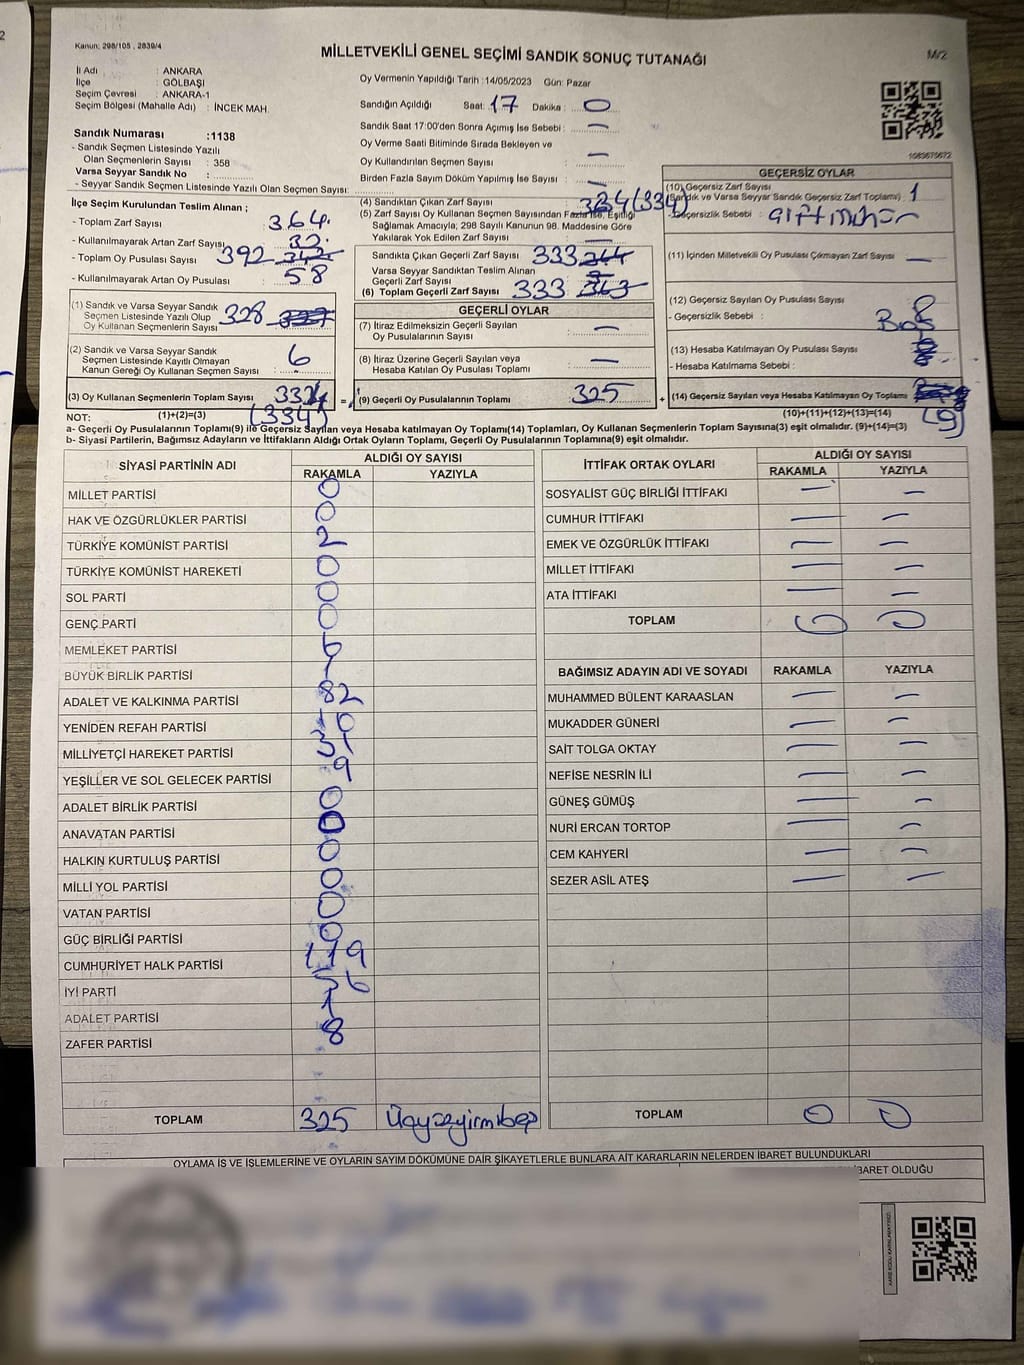 Kanun: 298/105 , 2839/4
MİLLETVEKİLİ GENEL SEÇİMİ SANDIK SONUÇ TUTANAĞI
M/2
İl Adı : ANKARA
İlçe : GÖLBAŞI
Seçim Çevresi : ANKARA-1
Seçim Bölgesi (Mahalle Adı) : İNCEK MAH.
Sandık Numarası :1138
- Sandık Seçmen Listesinde Yazılı
Olan Seçmenlerin Sayısı : 358
Varsa Seyyar Sandık No :
- Seyyar Sandık Seçmen Listesinde Yazılı Olan Seçmen Sayısı:
Oy Vermenin Yapıldığı Tarih :14/05/2023 Gün: Pazar
Sandığın Açıldığı Saat: 17 Dakika : 0
Sandık Saat 17:00'den Sonra Açımış İse Sebebi : —
Oy Verme Saati Bitiminde Sırada Bekleyen ve
Oy Kullandırılan Seçmen Sayısı : —
Birden Fazla Sayım Döküm Yapılmış İse Sayısı : —
1083675672
İlçe Seçim Kurulundan Teslim Alınan ;
- Toplam Zarf Sayısı : 364
- Kullanılmayarak Artan Zarf Sayısı : 32
- Toplam Oy Pusulası Sayısı : 392
- Kullanılmayarak Artan Oy Pusulası : 58
(1) Sandık ve Varsa Seyyar Sandık
Seçmen Listesinde Yazılı Olup
Oy Kullanan Seçmenlerin Sayısı : 328
(2) Sandık ve Varsa Seyyar Sandık
Seçmen Listesinde Kayıtlı Olmayan
Kanun Gereği Oy Kullanan Seçmen Sayısı : 6
(3) Oy Kullanan Seçmenlerin Toplam Sayısı : 334 =
(334)
(4) Sandıktan Çıkan Zarf Sayısı : 334 (334)
(5) Zarf Sayısı Oy Kullanan Seçmen Sayısından Fazla İse, Eşitliği
Sağlamak Amacıyla; 298 Sayılı Kanunun 98. Maddesine Göre
Yakılarak Yok Edilen Zarf Sayısı : —
Sandıkta Çıkan Geçerli Zarf Sayısı : 333
Varsa Seyyar Sandıktan Teslim Alınan
Geçerli Zarf Sayısı :
(6) Toplam Geçerli Zarf Sayısı : 333
GEÇERLİ OYLAR
(7) İtiraz Edilmeksizin Geçerli Sayılan
Oy Pusulalarının Sayısı : —
(8) İtiraz Üzerine Geçerli Sayılan veya
Hesaba Katılan Oy Pusulası Toplamı : —
(9) Geçerli Oy Pusulalarının Toplamı : 325 +
GEÇERSİZ OYLAR
(10) Geçersiz Zarf Sayısı
(Sandık ve Varsa Seyyar Sandık Geçersiz Zarf Toplamı) : 1
- Geçersizlik Sebebi : çift mühür
(11) İçinden Milletvekili Oy Pusulası Çıkmayan Zarf Sayısı : —
(12) Geçersiz Sayılan Oy Pusulası Sayısı : 8
- Geçersizlik Sebebi : Boş
(13) Hesaba Katılmayan Oy Pusulası Sayısı :
- Hesaba Katılmama Sebebi :
(14) Geçersiz Sayılan veya Hesaba Katılmayan Oy Toplamı :
(9)
NOT: (1)+(2)=(3)
(10)+(11)+(12)+(13)=(14)
a- Geçerli Oy Pusulalarının Toplamı(9) ile Geçersiz Sayılan veya Hesaba katılmayan Oy Toplamı(14) Toplamları, Oy Kullanan Seçmenlerin Toplam Sayısına(3) eşit olmalıdır. (9)+(14)=(3)
b- Siyasi Partilerin, Bağımsız Adayların ve İttifakların Aldığı Ortak Oyların Toplamı, Geçerli Oy Pusulalarının Toplamına(9) eşit olmalıdır.
SİYASİ PARTİNİN ADI
ALDIĞI OY SAYISI
RAKAMLA YAZIYLA
MİLLET PARTİSİ 0
HAK VE ÖZGÜRLÜKLER PARTİSİ 0
TÜRKİYE KOMÜNİST PARTİSİ 2
TÜRKİYE KOMÜNİST HAREKETİ 0
SOL PARTİ 0
GENÇ PARTİ 0
MEMLEKET PARTİSİ 6
BÜYÜK BİRLİK PARTİSİ 1
ADALET VE KALKINMA PARTİSİ 82
YENİDEN REFAH PARTİSİ
MİLLİYETÇİ HAREKET PARTİSİ
YEŞİLLER VE SOL GELECEK PARTİSİ 9
ADALET BİRLİK PARTİSİ 0
ANAVATAN PARTİSİ 0
HALKIN KURTULUŞ PARTİSİ 0
MİLLİ YOL PARTİSİ 0
VATAN PARTİSİ 0
GÜÇ BİRLİĞİ PARTİSİ 0
CUMHURİYET HALK PARTİSİ 119
İYİ PARTİ 56
ADALET PARTİSİ 1
ZAFER PARTİSİ 8
TOPLAM 325 Üçyüzyirmibeş
İTTİFAK ORTAK OYLARI
ALDIĞI OY SAYISI
RAKAMLA YAZIYLA
SOSYALİST GÜÇ BİRLİĞİ İTTİFAKI — —
CUMHUR İTTİFAKI — —
EMEK VE ÖZGÜRLÜK İTTİFAKI — —
MİLLET İTTİFAKI — —
ATA İTTİFAKI — —
TOPLAM 0 0
BAĞIMSIZ ADAYIN ADI VE SOYADI RAKAMLA YAZIYLA
MUHAMMED BÜLENT KARAASLAN — —
MUKADDER GÜNERİ — —
SAİT TOLGA OKTAY — —
NEFİSE NESRİN İLİ — —
GÜNEŞ GÜMÜŞ — —
NURİ ERCAN TORTOP — —
CEM KAHYERİ — —
SEZER ASİL ATEŞ — —
TOPLAM 0 0
OYLAMA İŞ VE İŞLEMLERİNE VE OYLARIN SAYIM DÖKÜMÜNE DAİR ŞİKAYETLERLE BUNLARA AİT KARARLARIN NELERDEN İBARET BULUNDUKLARI
İBARET OLDUĞU